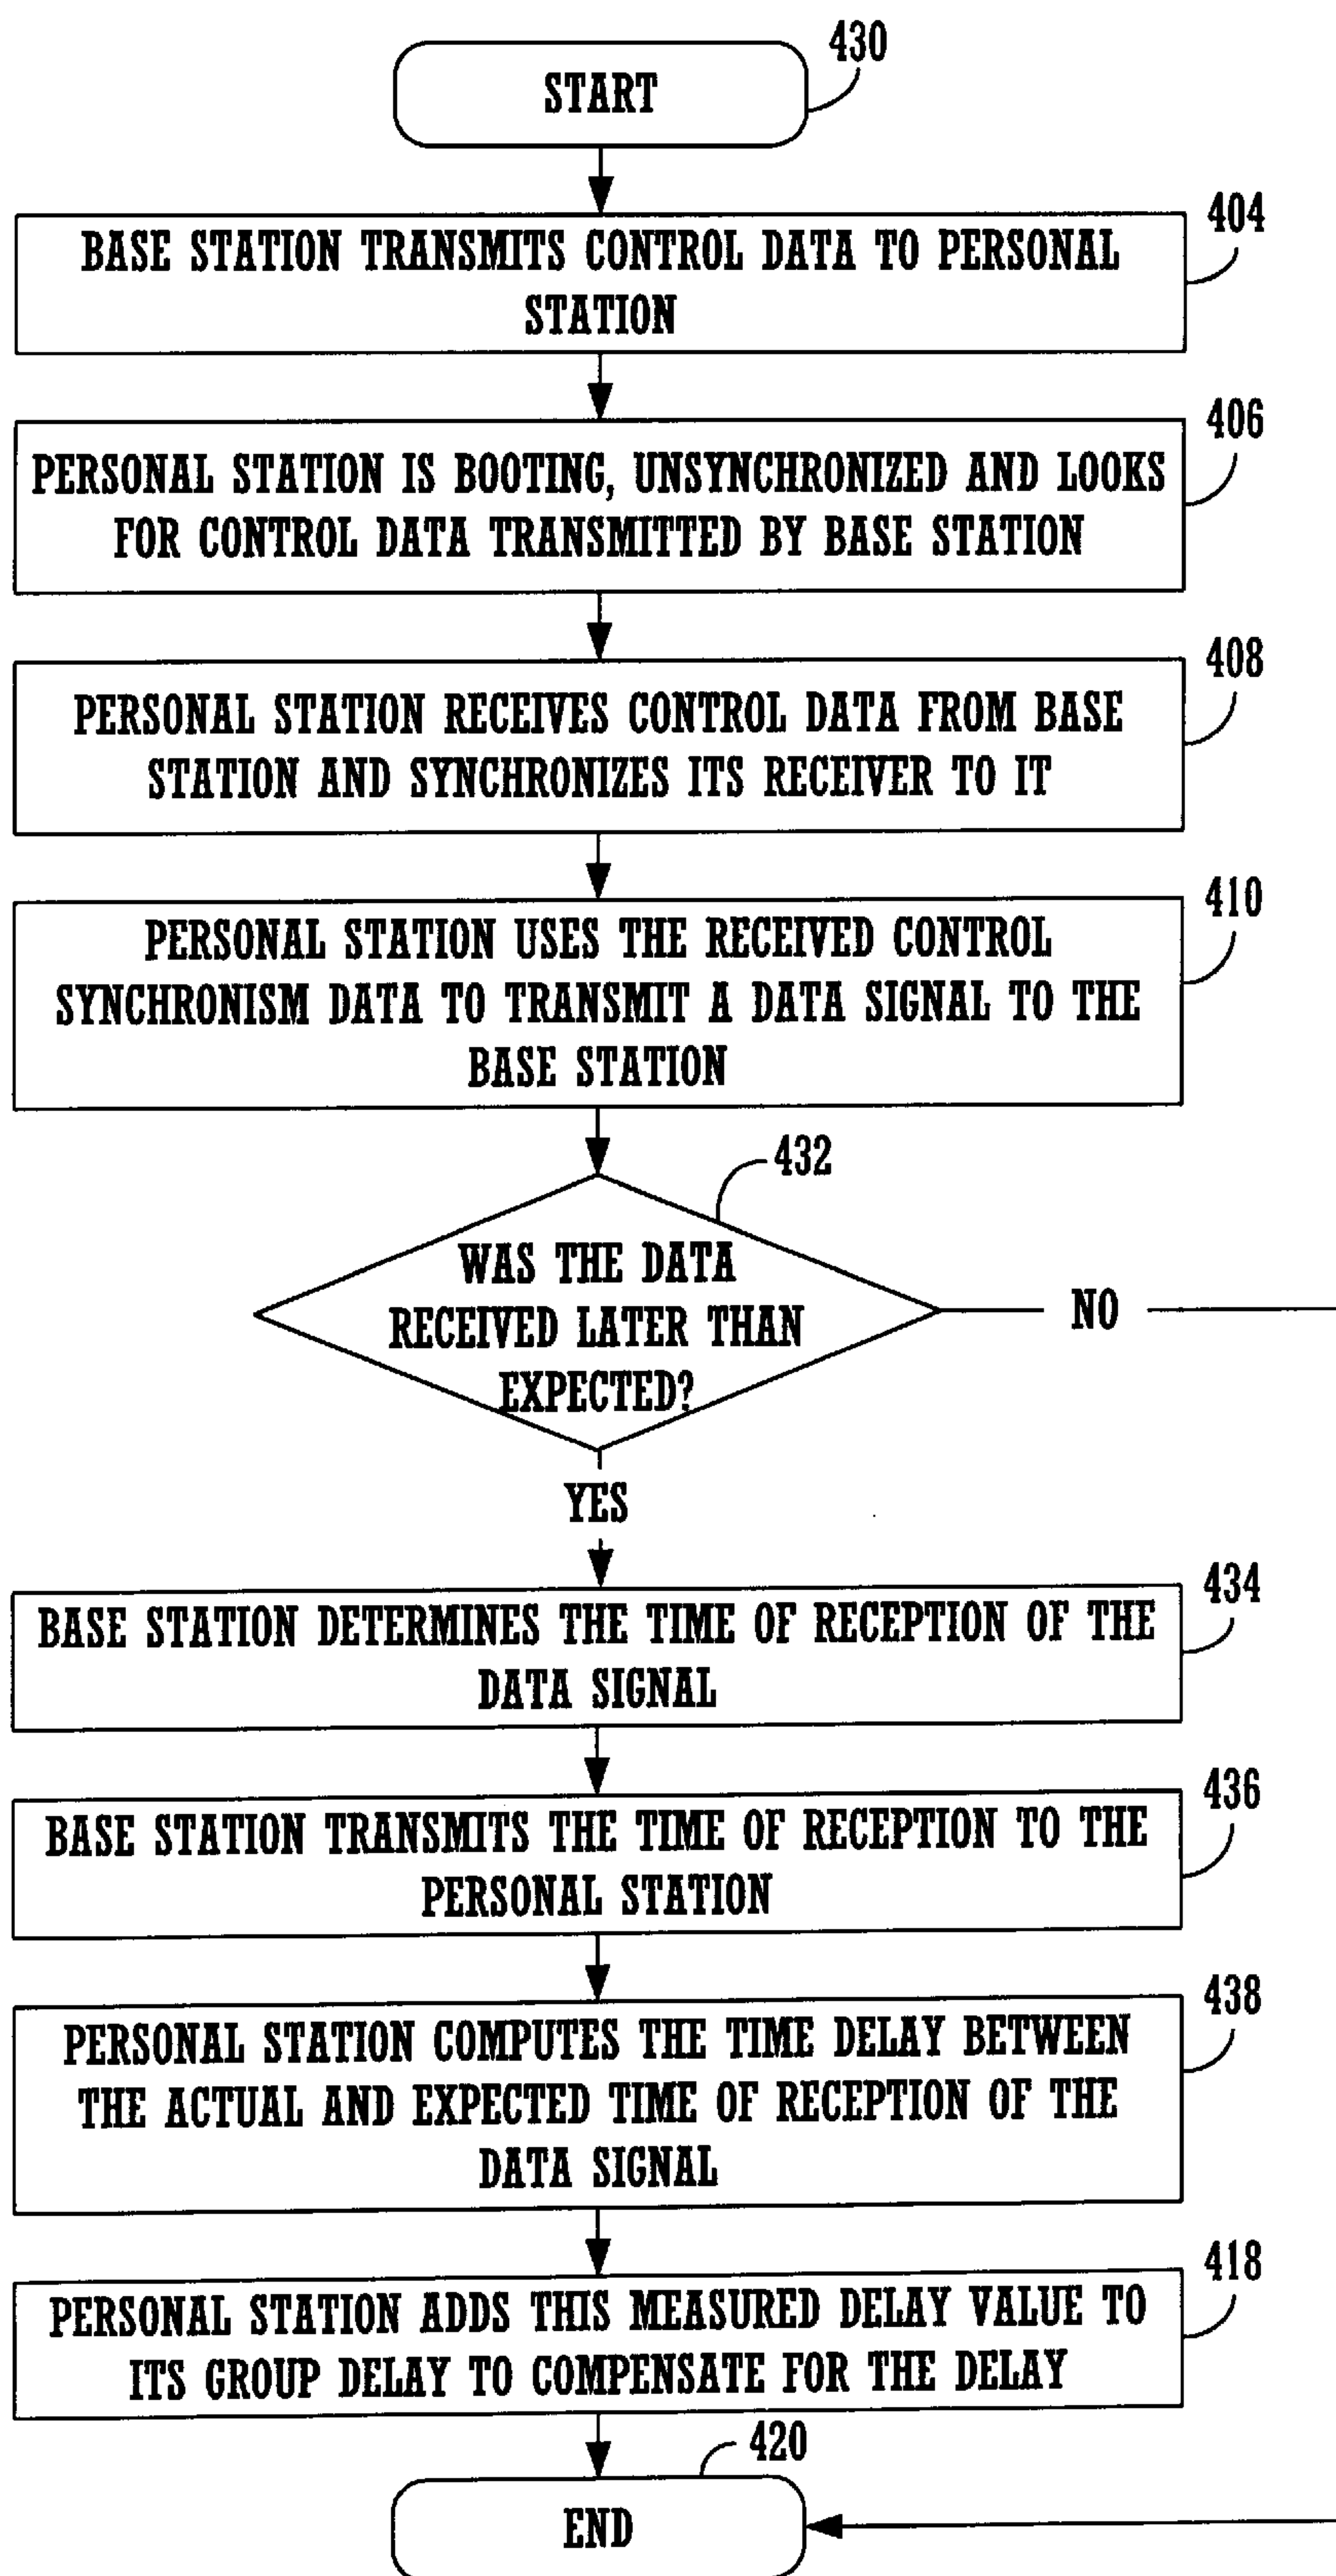 START
430
BASE STATION TRANSMITS CONTROL DATA TO PERSONAL
STATION
404
PERSONAL STATION IS BOOTING, UNSYNCHRONIZED AND LOOKS
FOR CONTROL DATA TRANSMITTED BY BASE STATION
406
PERSONAL STATION RECEIVES CONTROL DATA FROM BASE
STATION AND SYNCHRONIZES ITS RECEIVER TO IT
408
PERSONAL STATION USES THE RECEIVED CONTROL
SYNCHRONISM DATA TO TRANSMIT A DATA SIGNAL TO THE
BASE STATION
410
WAS THE DATA
RECEIVED LATER THAN
EXPECTED?
432
NO
YES
BASE STATION DETERMINES THE TIME OF RECEPTION OF THE
DATA SIGNAL
434
BASE STATION TRANSMITS THE TIME OF RECEPTION TO THE
PERSONAL STATION
436
PERSONAL STATION COMPUTES THE TIME DELAY BETWEEN
THE ACTUAL AND EXPECTED TIME OF RECEPTION OF THE
DATA SIGNAL
438
PERSONAL STATION ADDS THIS MEASURED DELAY VALUE TO
ITS GROUP DELAY TO COMPENSATE FOR THE DELAY
418
END
420